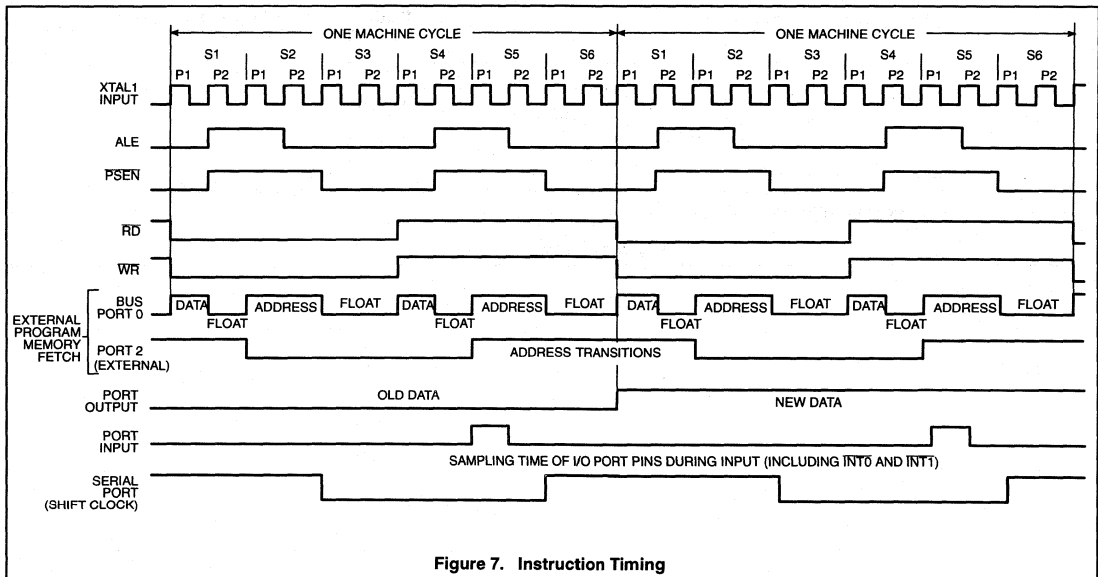 ONE MACHINE CYCLE ONE MACHINE CYCLE
S1 S2 S3 S4 S5 S6 S1 S2 S3 S4 S5 S6
P1 P2 P1 P2 P1 P2 P1 P2 P1 P2 P1 P2 P1 P2 P1 P2 P1 P2 P1 P2 P1 P2 P1 P2
XTAL1
INPUT
ALE
PSEN
RD
WR
EXTERNAL
PROGRAM
MEMORY
FETCH
BUS
PORT 0
DATA ADDRESS FLOAT DATA ADDRESS FLOAT DATA ADDRESS FLOAT DATA ADDRESS FLOAT
FLOAT FLOAT FLOAT FLOAT
PORT 2
(EXTERNAL)
ADDRESS TRANSITIONS
PORT
OUTPUT
OLD DATA NEW DATA
PORT
INPUT
SAMPLING TIME OF I/O PORT PINS DURING INPUT (INCLUDING INT0 AND INT1)
SERIAL
PORT
(SHIFT CLOCK)
Figure 7. Instruction Timing